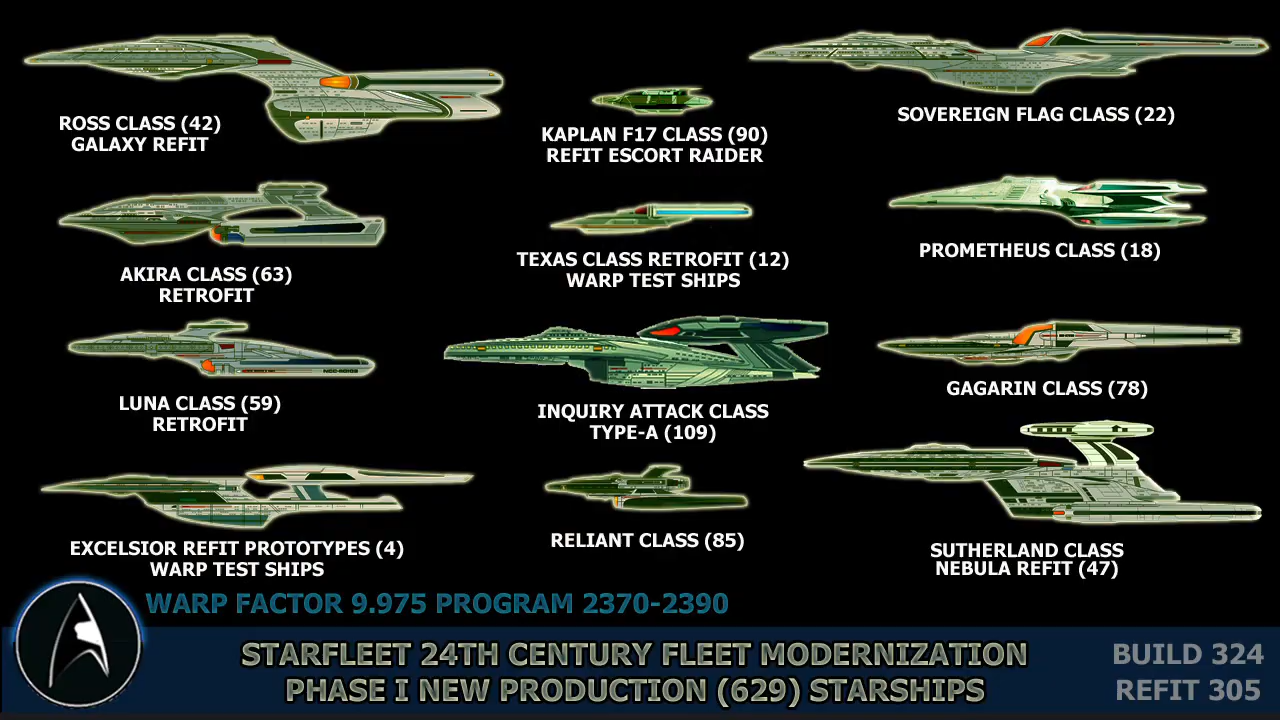 ROSS CLASS (42)
GALAXY REFIT
KAPLAN F17 CLASS (90)
REFIT ESCORT RAIDER
SOVEREIGN FLAG CLASS (22)
AKIRA CLASS (63)
RETROFIT
TEXAS CLASS RETROFIT (12)
WARP TEST SHIPS
PROMETHEUS CLASS (18)
LUNA CLASS (59)
RETROFIT
INQUIRY ATTACK CLASS
TYPE-A (109)
GAGARIN CLASS (78)
EXCELSIOR REFIT PROTOTYPES (4)
WARP TEST SHIPS
RELIANT CLASS (85)
SUTHERLAND CLASS
NEBULA REFIT (47)
WARP FACTOR 9.975 PROGRAM 2370-2390
STARFLEET 24TH CENTURY FLEET MODERNIZATION
PHASE I NEW PRODUCTION (629) STARSHIPS
BUILD 324
REFIT 305